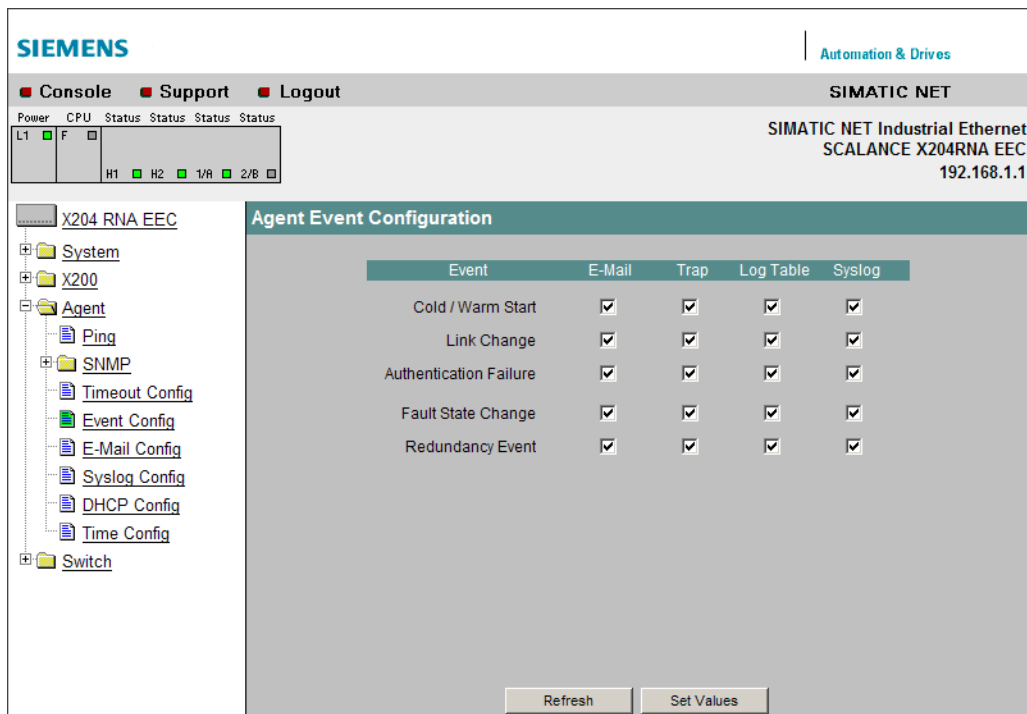 SIEMENS
Automation & Drives
Console Support Logout SIMATIC NET
Power CPU Status Status Status Status
L1 F
H1 H2 1/A 2/B
SIMATIC NET Industrial Ethernet
SCALANCE X204RNA EEC
192.168.1.1
X204 RNA EEC
System
X200
Agent
Ping
SNMP
Timeout Config
Event Config
E-Mail Config
Syslog Config
DHCP Config
Time Config
Switch
Agent Event Configuration
Event E-Mail Trap Log Table Syslog
Cold / Warm Start
Link Change
Authentication Failure
Fault State Change
Redundancy Event
Refresh Set Values